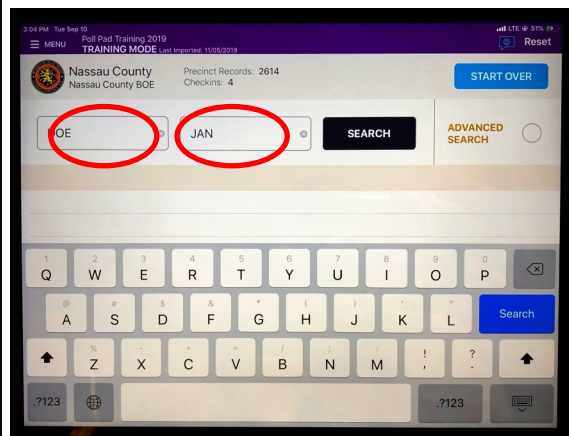 3:04 PM Tue Sep 10
LTE 51%
MENU
Poll Pad Training 2019
TRAINING MODE Last Imported: 11/05/2019
Reset
Nassau County
Nassau County BOE
Precinct Records: 2614
Checkins: 4
START OVER
DOE
JAN
SEARCH
ADVANCED
SEARCH
1 2 3 4 5 6 7 8 9 0
Q W E R T Y U I O P
@ # $ & * ( ) ' "
A S D F G H J K L Search
% - + = / ; : ! ?
Z X C V B N M , .
.?123 .?123